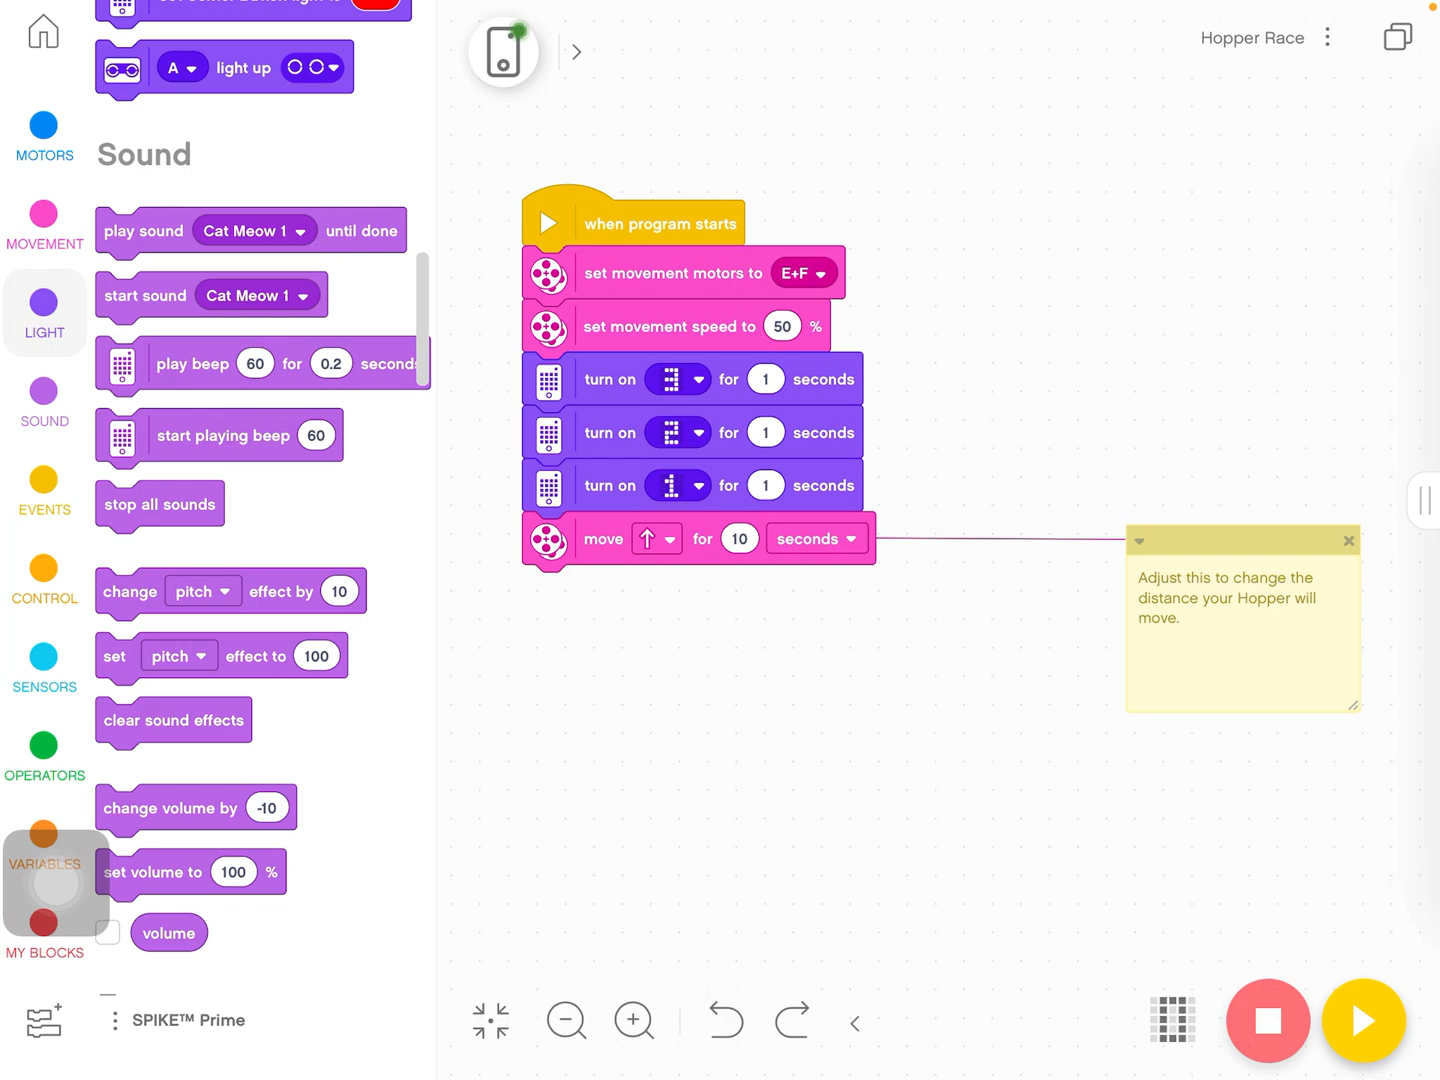 A light up
MOTORS
MOVEMENT
LIGHT
SOUND
EVENTS
CONTROL
SENSORS
OPERATORS
VARIABLES
MY BLOCKS
Sound
play sound Cat Meow 1 until done
start sound Cat Meow 1
play beep 60 for 0.2 seconds
start playing beep 60
stop all sounds
change pitch effect by 10
set pitch effect to 100
clear sound effects
change volume by -10
set volume to 100 %
volume
SPIKE™ Prime
Hopper Race
when program starts
set movement motors to E+F
set movement speed to 50 %
turn on 3 for 1 seconds
turn on 2 for 1 seconds
turn on 1 for 1 seconds
move for 10 seconds
Adjust this to change the
distance your Hopper will
move.